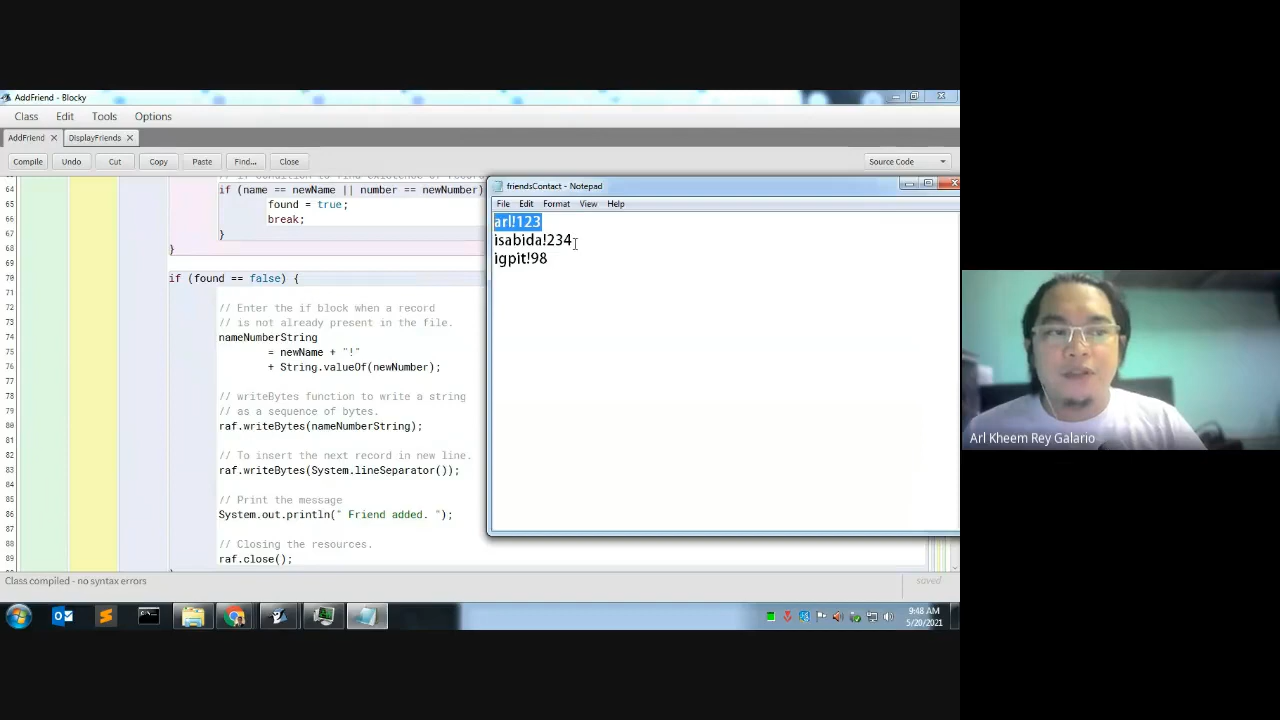 AddFriend - Blocky
Class Edit Tools Options
AddFriend DisplayFriends
Compile Undo Cut Copy Paste Find... Close Source Code
64 if (name == newName || number == newNumber)
65 found = true;
66 break;
67 }
68 }
69
70 if (found == false) {
71
72 // Enter the if block when a record
73 // is not already present in the file.
74 nameNumberString
75 = newName + "!"
76 + String.valueOf(newNumber);
77
78 // writeBytes function to write a string
79 // as a sequence of bytes.
80 raf.writeBytes(nameNumberString);
81
82 // To insert the next record in new line.
83 raf.writeBytes(System.lineSeparator());
84
85 // Print the message
86 System.out.println(" Friend added. ");
87
88 // Closing the resources.
89 raf.close();
Class compiled - no syntax errors
saved
friendsContact - Notepad
File Edit Format View Help
arl!123
isabida!234
igpit!98
Arl Kheem Rey Galario
9:48 AM
5/20/2021